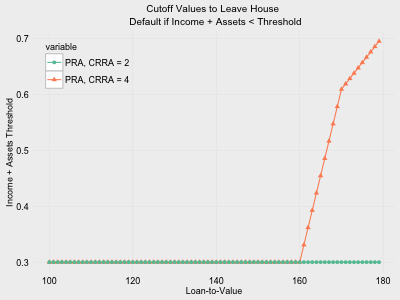 Cutoff Values to Leave House
Default if Income + Assets < Threshold
variable
PRA, CRRA = 2
PRA, CRRA = 4
Income + Assets Threshold
0.7
0.6
0.5
0.4
0.3
100 120 140 160 180
Loan-to-Value